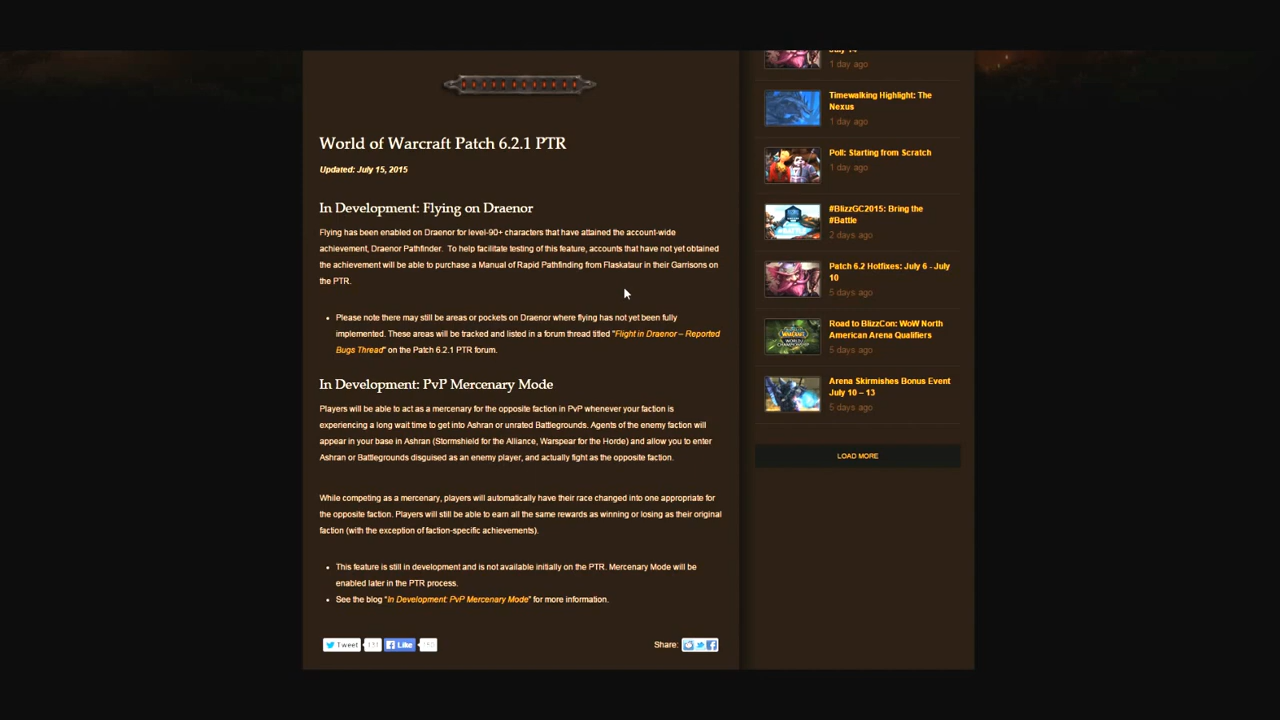 World of Warcraft Patch 6.2.1 PTR
Updated: July 15, 2015
In Development: Flying on Draenor
Flying has been enabled on Draenor for level-90+ characters that have attained the account-wide
achievement, Draenor Pathfinder.  To help facilitate testing of this feature, accounts that have not yet obtained
the achievement will be able to purchase a Manual of Rapid Pathfinding from Flaskataur in their Garrisons on
the PTR.
• Please note there may still be areas or pockets on Draenor where flying has not yet been fully
implemented. These areas will be tracked and listed in a forum thread titled "Flight in Draenor – Reported
Bugs Thread" on the Patch 6.2.1 PTR forum.
In Development: PvP Mercenary Mode
Players will be able to act as a mercenary for the opposite faction in PvP whenever your faction is
experiencing a long wait time to get into Ashran or unrated Battlegrounds. Agents of the enemy faction will
appear in your base in Ashran (Stormshield for the Alliance, Warspear for the Horde) and allow you to enter
Ashran or Battlegrounds disguised as an enemy player, and actually fight as the opposite faction.
While competing as a mercenary, players will automatically have their race changed into one appropriate for
the opposite faction. Players will still be able to earn all the same rewards as winning or losing as their original
faction (with the exception of faction-specific achievements).
• This feature is still in development and is not available initially on the PTR. Mercenary Mode will be
enabled later in the PTR process.
• See the blog "In Development: PvP Mercenary Mode" for more information.
Tweet
Like
Share:
July 14
1 day ago
Timewalking Highlight: The
Nexus
1 day ago
Poll: Starting from Scratch
1 day ago
#BlizzGC2015: Bring the
#Battle
2 days ago
Patch 6.2 Hotfixes: July 6 - July
10
5 days ago
Road to BlizzCon: WoW North
American Arena Qualifiers
5 days ago
Arena Skirmishes Bonus Event
July 10 – 13
5 days ago
LOAD MORE